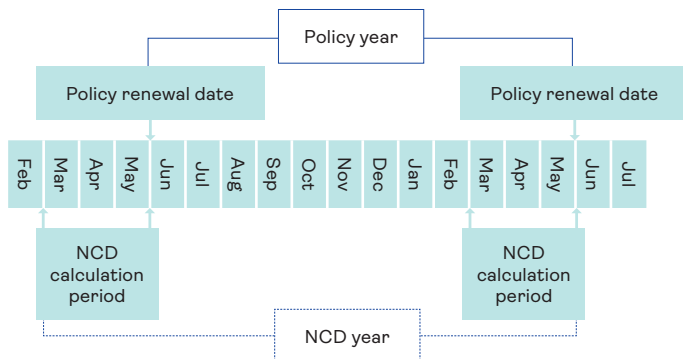 Policy year
Policy renewal date
Policy renewal date
Feb
Mar
Apr
May
Jun
Jul
Aug
Sep
Oct
Nov
Dec
Jan
Feb
Mar
Apr
May
Jun
Jul
NCD
calculation
period
NCD
calculation
period
NCD year